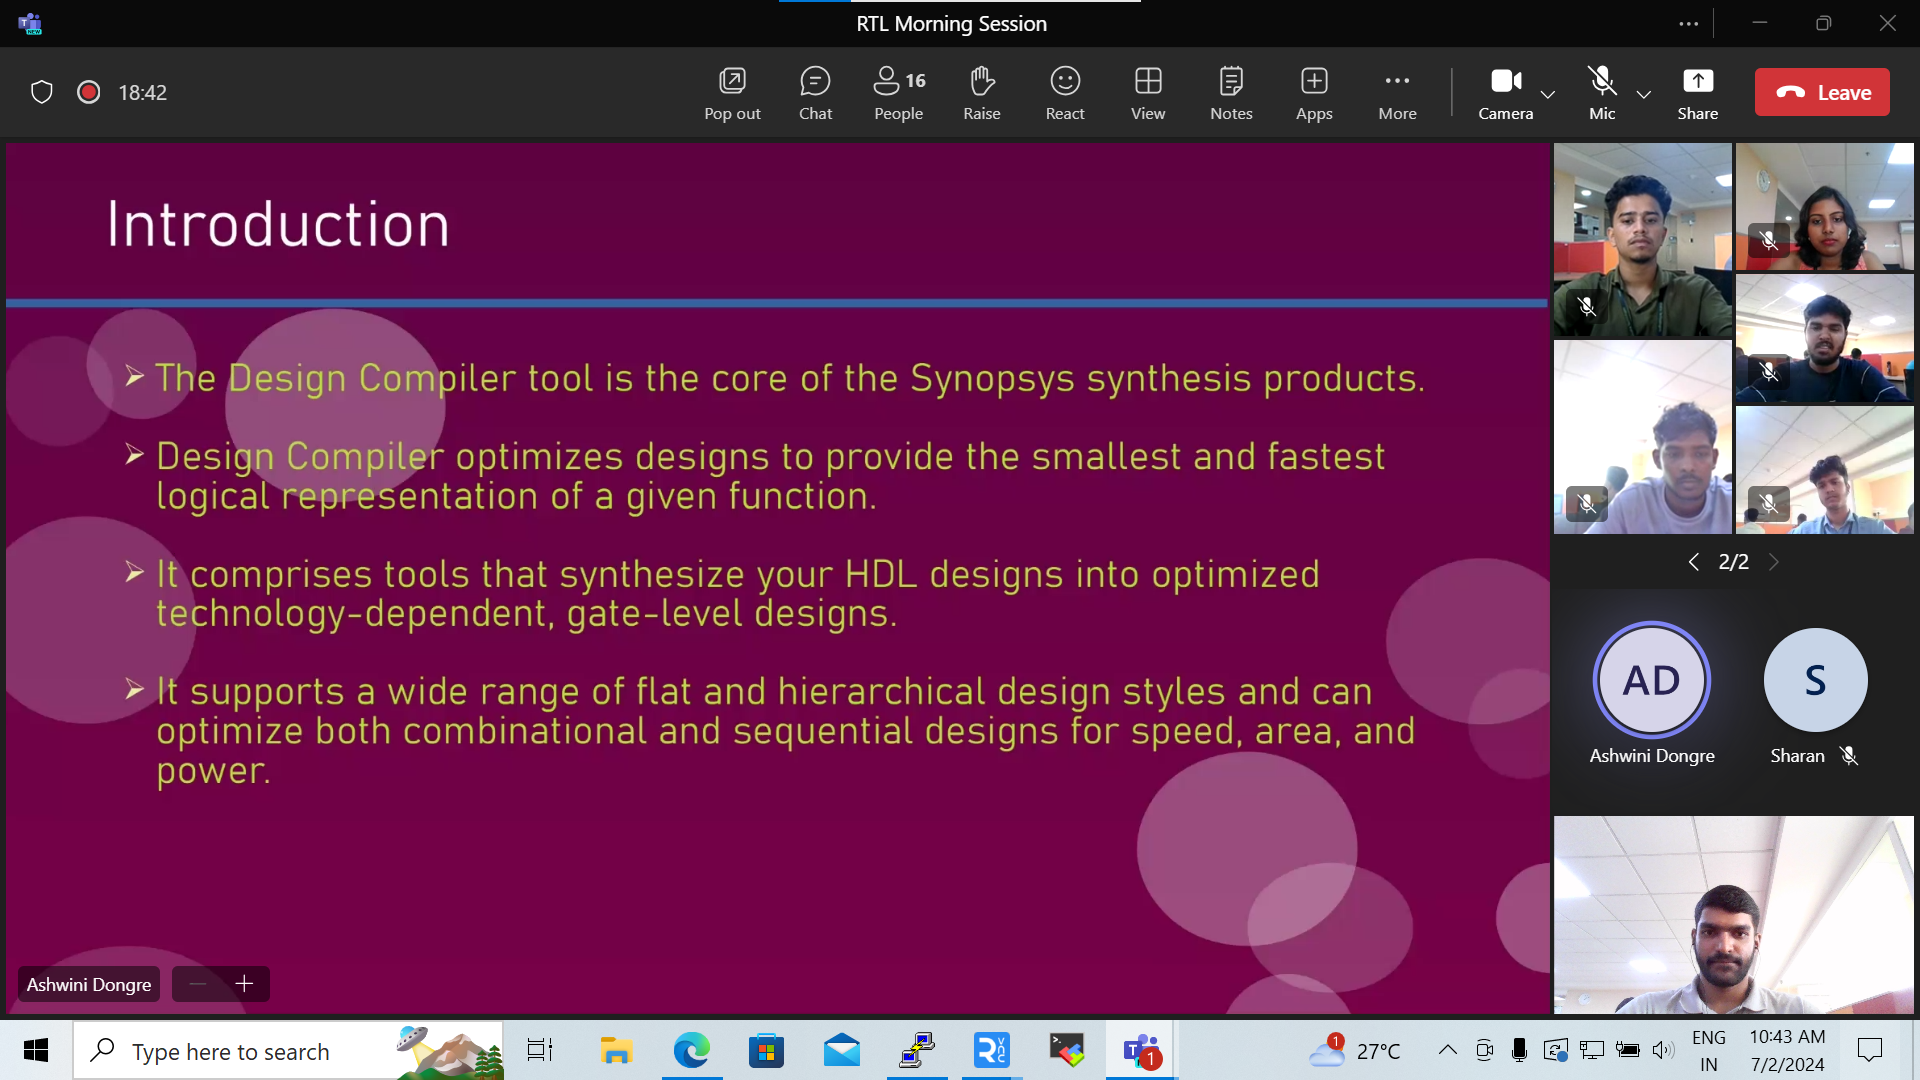 RTL Morning Session
18:42
Pop out
Chat
16
People
Raise
React
View
Notes
Apps
More
Camera
Mic
Share
Leave
Introduction
➢ The Design Compiler tool is the core of the Synopsys synthesis products.
➢ Design Compiler optimizes designs to provide the smallest and fastest
logical representation of a given function.
➢ It comprises tools that synthesize your HDL designs into optimized
technology-dependent, gate-level designs.
➢ It supports a wide range of flat and hierarchical design styles and can
optimize both combinational and sequential designs for speed, area, and
power.
Ashwini Dongre
2/2
AD
Ashwini Dongre
S
Sharan
Type here to search
1
1
27°C
ENG
IN
10:43 AM
7/2/2024